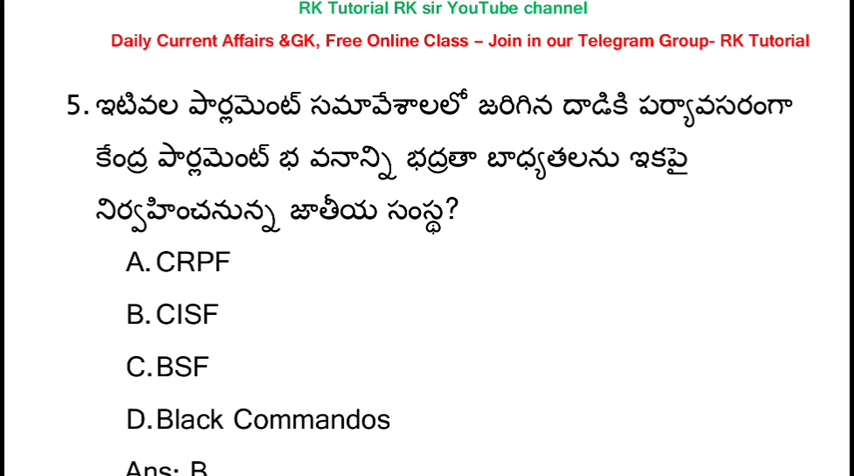 RK Tutorial RK sir YouTube channel
Daily Current Affairs &GK, Free Online Class – Join in our Telegram Group- RK Tutorial
5. ఇటివల పార్లమెంట్ సమావేశాలలో జరిగిన దాడికి పర్యావసరంగా
కేంద్ర పార్లమెంట్ భ వనాన్ని భద్రతా బాధ్యతలను ఇకపై
నిర్వహించనున్న జాతీయ సంస్థ?
A. CRPF
B. CISF
C. BSF
D. Black Commandos
Ans: B